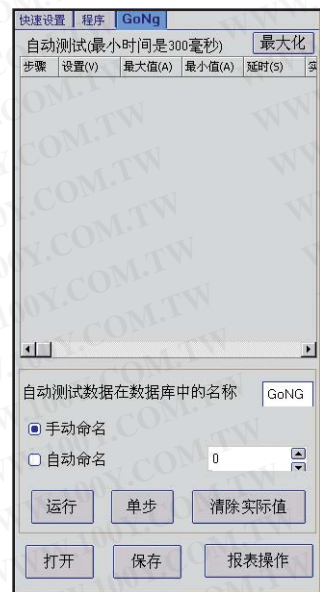 快速设置 程序 GoNg
自动测试(最小时间是300毫秒) 最大化
步骤 设置(V) 最大值(A) 最小值(A) 延时(S)
自动测试数据在数据库中的名称 GoNG
手动命名
自动命名 0
运行 单步 清除实际值
打开 保存 报表操作
WWW.100Y.COM.TW